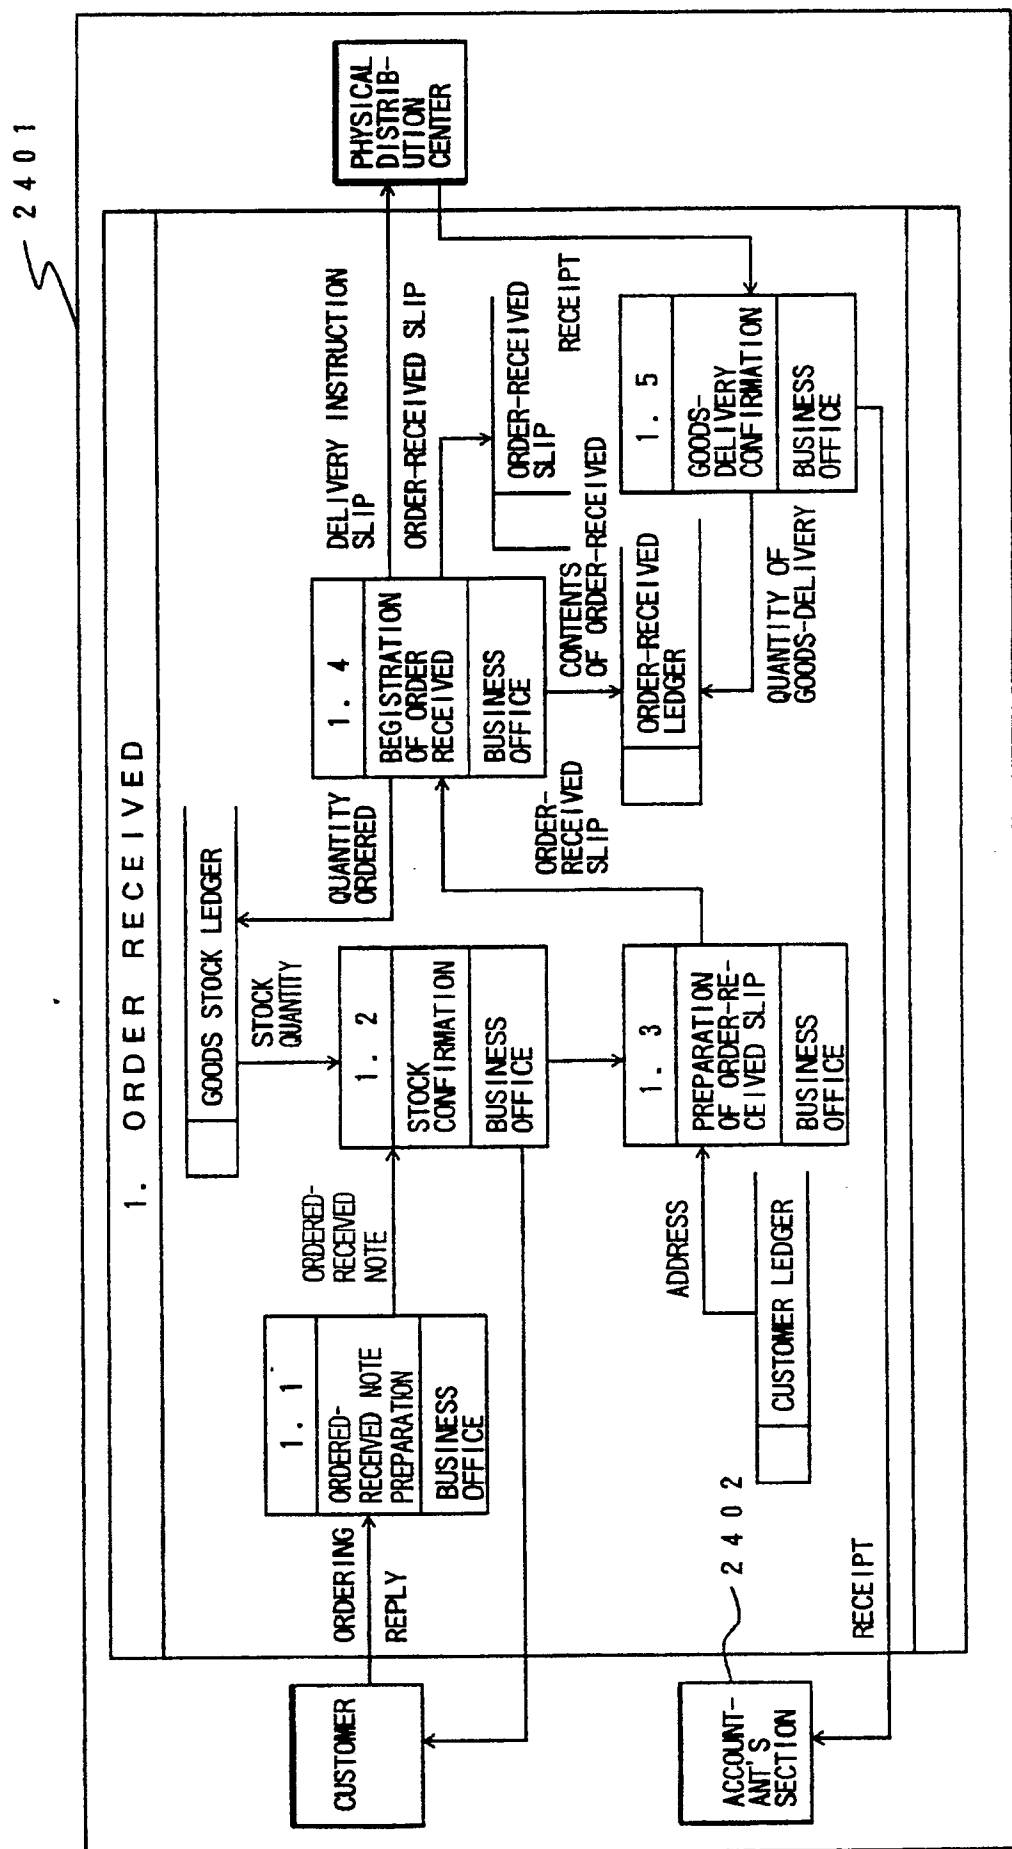 2401
1. ORDER RECEIVED
GOODS STOCK LEDGER
STOCK
QUANTITY
QUANTITY
ORDERED
CUSTOMER
ORDERING
REPLY
1. 1
ORDERED-
RECEIVED NOTE
PREPARATION
BUSINESS
OFFICE
ORDERED-
RECEIVED
NOTE
1. 2
STOCK
CONFIRMATION
BUSINESS
OFFICE
1. 4
BEGISTRATION
OF ORDER
RECEIVED
BUSINESS
OFFICE
DELIVERY INSTRUCTION
SLIP
ORDER-RECEIVED SLIP
PHYSICAL
DISTRIB-
UTION
CENTER
ORDER-RECEIVED
SLIP
RECEIPT
ORDER-
RECEIVED
SLIP
CONTENTS
OF ORDER-RECEIVED
ORDER-RECEIVED
LEDGER
ADDRESS
CUSTOMER LEDGER
1. 3
PREPARATION
OF ORDER-RE-
CEIVED SLIP
BUSINESS
OFFICE
1. 5
GOODS-
DELIVERY
CONFIRMATION
BUSINESS
OFFICE
QUANTITY OF
GOODS-DELIVERY
ACCOUNT-
ANT'S
SECTION
2402
RECEIPT